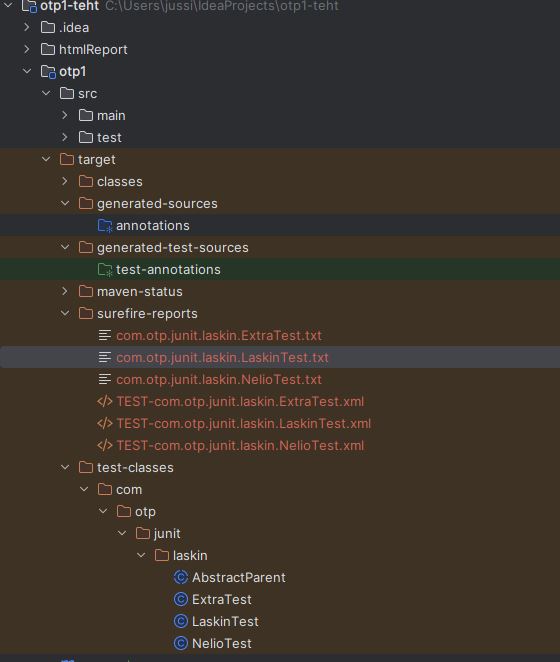 otp1-teht C:\Users\jussi\IdeaProjects\otp1-teht
.idea
htmlReport
otp1
src
main
test
target
classes
generated-sources
annotations
generated-test-sources
test-annotations
maven-status
surefire-reports
com.otp.junit.laskin.ExtraTest.txt
com.otp.junit.laskin.LaskinTest.txt
com.otp.junit.laskin.NelioTest.txt
TEST-com.otp.junit.laskin.ExtraTest.xml
TEST-com.otp.junit.laskin.LaskinTest.xml
TEST-com.otp.junit.laskin.NelioTest.xml
test-classes
com
otp
junit
laskin
AbstractParent
ExtraTest
LaskinTest
NelioTest